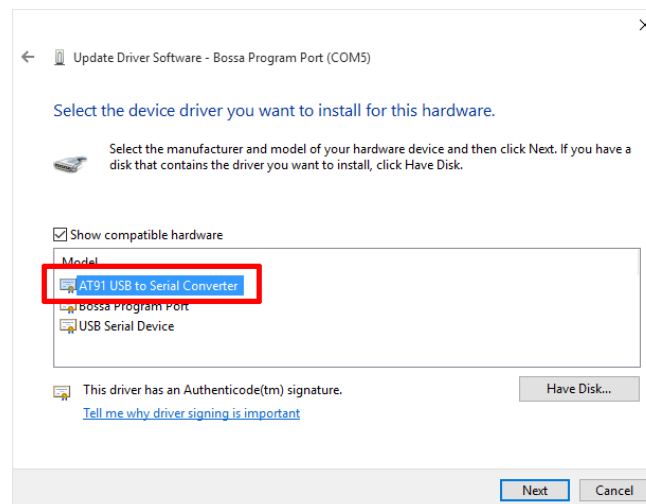 Update Driver Software - Bossa Program Port (COM5)
Select the device driver you want to install for this hardware.
Select the manufacturer and model of your hardware device and then click Next. If you have a
disk that contains the driver you want to install, click Have Disk.
Show compatible hardware
Model
AT91 USB to Serial Converter
Bossa Program Port
USB Serial Device
This driver has an Authenticode(tm) signature.
Have Disk...
Tell me why driver signing is important
Next
Cancel